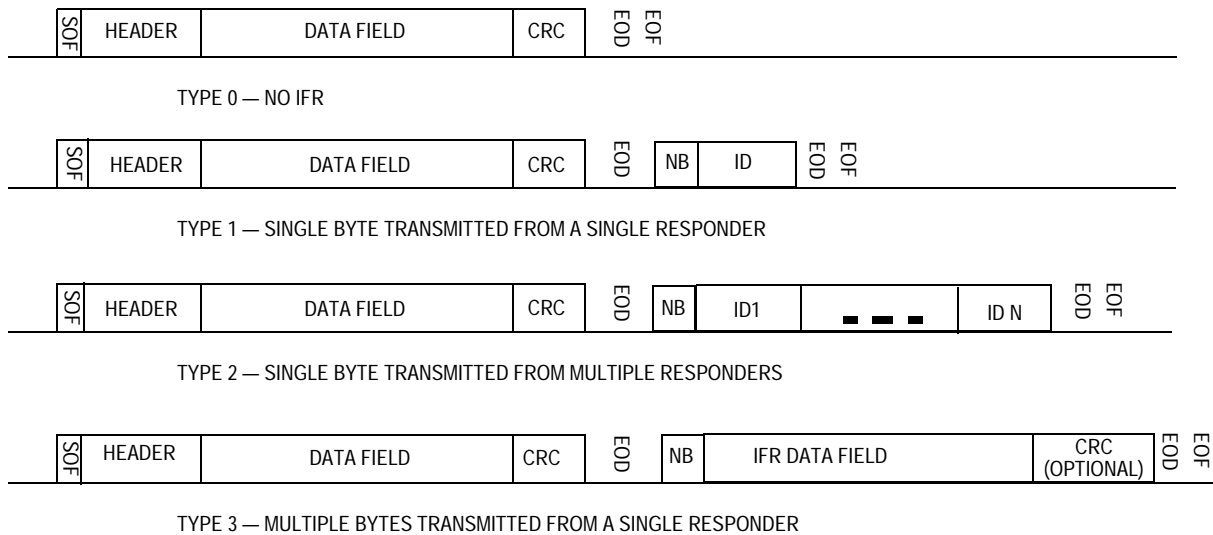 SOF HEADER DATA FIELD CRC EOD EOF
TYPE 0 — NO IFR
SOF HEADER DATA FIELD CRC EOD NB ID EOD EOF
TYPE 1 — SINGLE BYTE TRANSMITTED FROM A SINGLE RESPONDER
SOF HEADER DATA FIELD CRC EOD NB ID1 ID N EOD EOF
TYPE 2 — SINGLE BYTE TRANSMITTED FROM MULTIPLE RESPONDERS
SOF HEADER DATA FIELD CRC EOD NB IFR DATA FIELD CRC (OPTIONAL) EOD EOF
TYPE 3 — MULTIPLE BYTES TRANSMITTED FROM A SINGLE RESPONDER